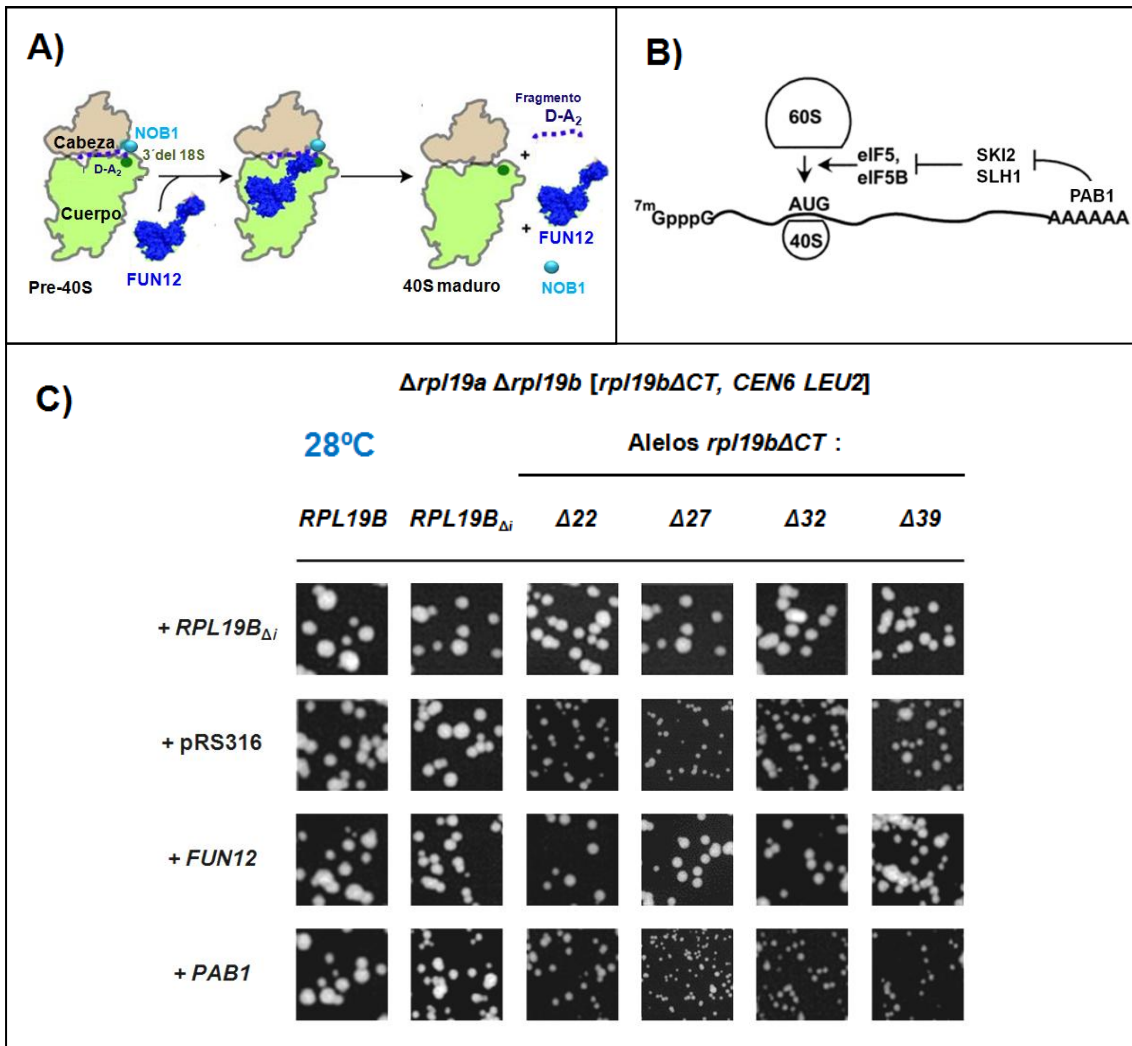 A)
Cabeza
NOB1
3´del 18S
D-A2
Cuerpo
Pre-40S
FUN12
Fragmento
D-A2
+
+
FUN12
+
40S maduro
NOB1
B)
60S
eIF5,
eIF5B
SKI2
SLH1
PAB1
AUG
7mGpppG
AAAAAA
40S
C)
Δrpl19a Δrpl19b [rpl19bΔCT, CEN6 LEU2]
28ºC
Alelos rpl19bΔCT :
RPL19B RPL19BΔi Δ22 Δ27 Δ32 Δ39
+ RPL19BΔi
+ pRS316
+ FUN12
+ PAB1